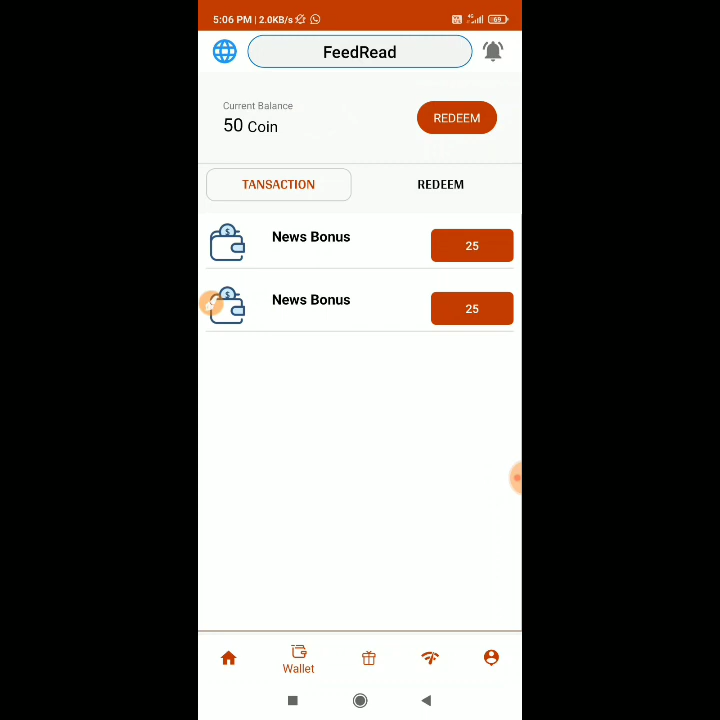 5:06 PM | 2.0KB/s
69
FeedRead
Current Balance
50 Coin
REDEEM
TANSACTION
REDEEM
News Bonus
25
News Bonus
25
Wallet